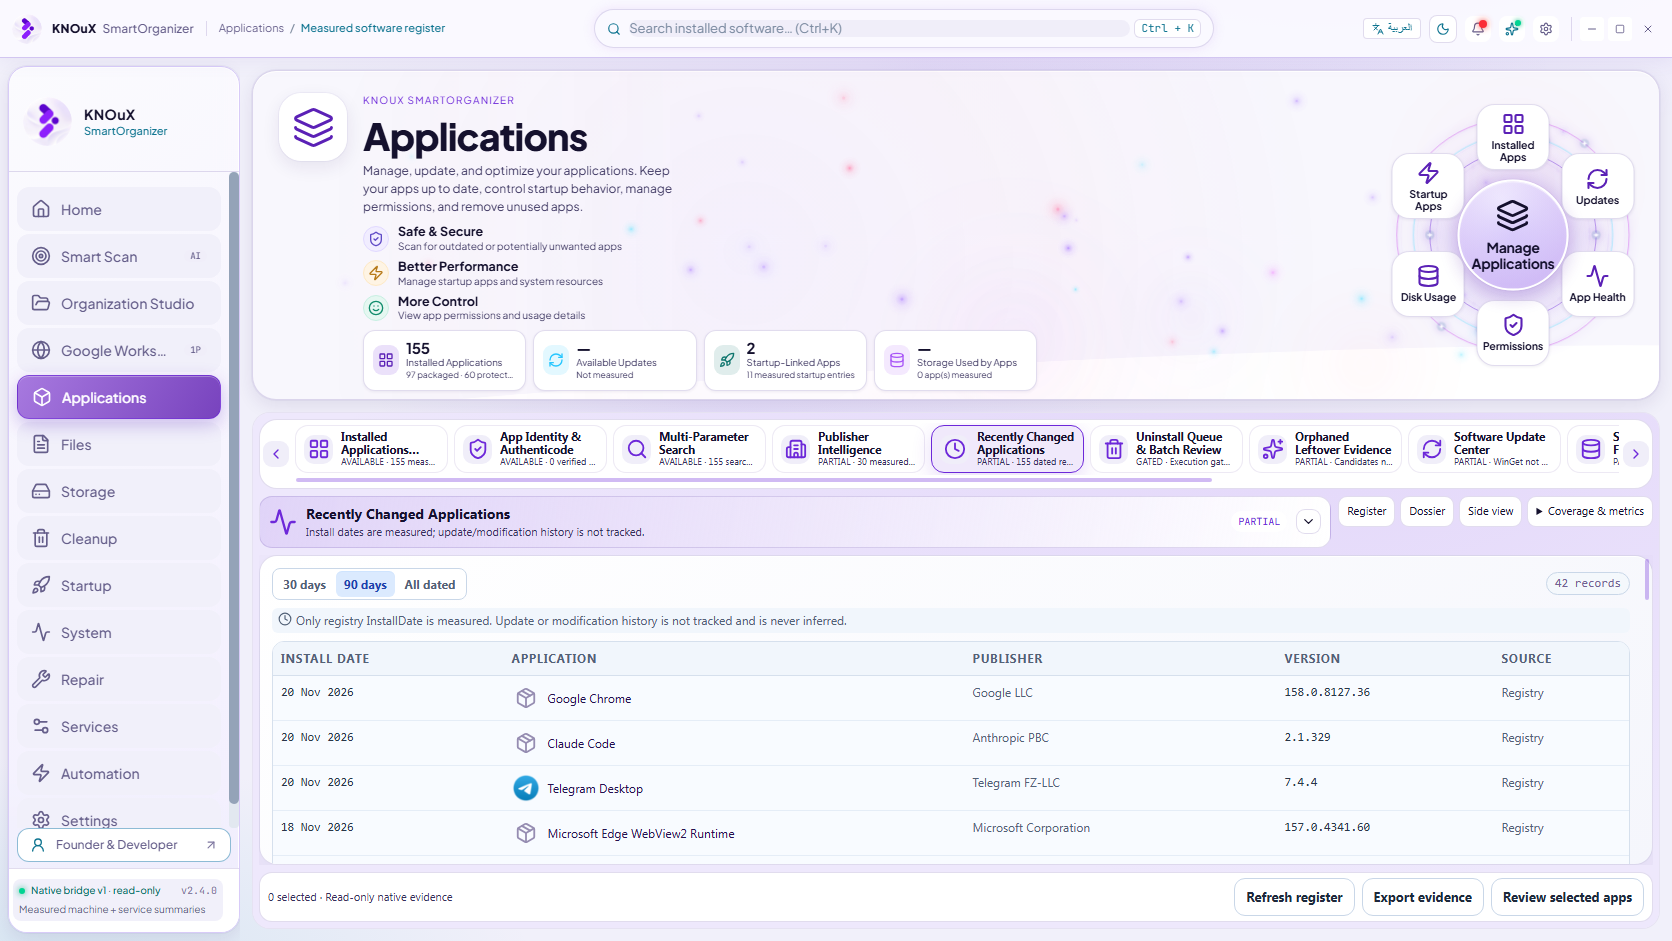 KNOuX SmartOrganizer
Applications / Measured software register
Search installed software... (Ctrl+K)
Ctrl + K
العربية
KNOuX
SmartOrganizer
Home
Smart Scan AI
Organization Studio
Google Works... 1P
Applications
Files
Storage
Cleanup
Startup
System
Repair
Services
Automation
Settings
Founder & Developer
Native bridge v1 · read-only v2.4.0
Measured machine + service summaries
KNOUX SMARTORGANIZER
Applications
Manage, update, and optimize your applications. Keep
your apps up to date, control startup behavior, manage
permissions, and remove unused apps.
Safe & Secure
Scan for outdated or potentially unwanted apps
Better Performance
Manage startup apps and system resources
More Control
View app permissions and usage details
155
Installed Applications
97 packaged · 60 protect...
—
Available Updates
Not measured
2
Startup-Linked Apps
11 measured startup entries
—
Storage Used by Apps
0 app(s) measured
Installed
Apps
Startup
Apps
Updates
Manage
Applications
Disk Usage
App Health
Permissions
Installed
Applications...
AVAILABLE · 155 meas...
App Identity &
Authenticode
AVAILABLE · 0 verified ...
Multi-Parameter
Search
AVAILABLE · 155 searc...
Publisher
Intelligence
PARTIAL · 30 measured...
Recently Changed
Applications
PARTIAL · 155 dated re...
Uninstall Queue
& Batch Review
GATED · Execution gat...
Orphaned
Leftover Evidence
PARTIAL · Candidates n...
Software Update
Center
PARTIAL · WinGet not ...
S
F
Recently Changed Applications
Install dates are measured; update/modification history is not tracked.
PARTIAL
Register
Dossier
Side view
Coverage & metrics
30 days
90 days
All dated
42 records
Only registry InstallDate is measured. Update or modification history is not tracked and is never inferred.
INSTALL DATE APPLICATION PUBLISHER VERSION SOURCE
20 Nov 2026 Google Chrome Google LLC 158.0.8127.36 Registry
20 Nov 2026 Claude Code Anthropic PBC 2.1.329 Registry
20 Nov 2026 Telegram Desktop Telegram FZ-LLC 7.4.4 Registry
18 Nov 2026 Microsoft Edge WebView2 Runtime Microsoft Corporation 157.0.4341.60 Registry
0 selected · Read-only native evidence
Refresh register
Export evidence
Review selected apps